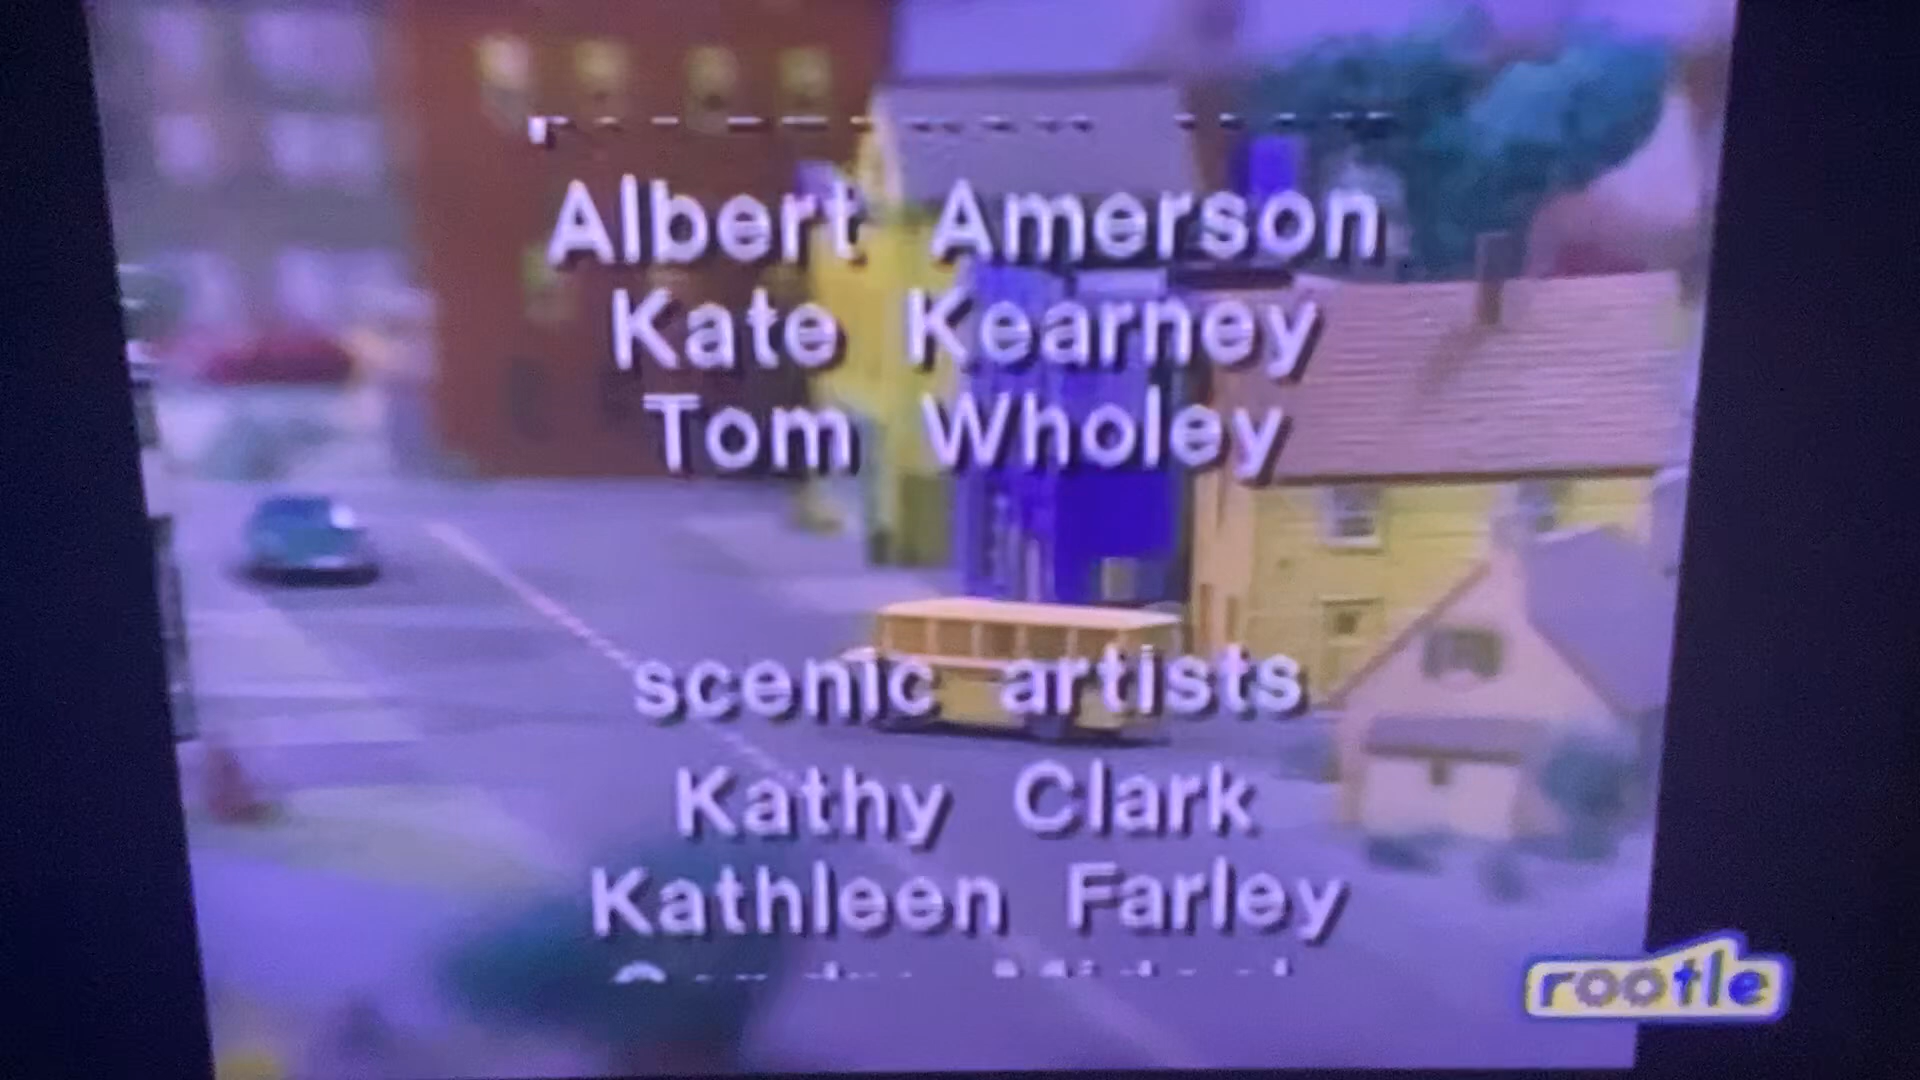 Albert Amerson
Kate Kearney
Tom Wholey
scenic artists
Kathy Clark
Kathleen Farley
rootle